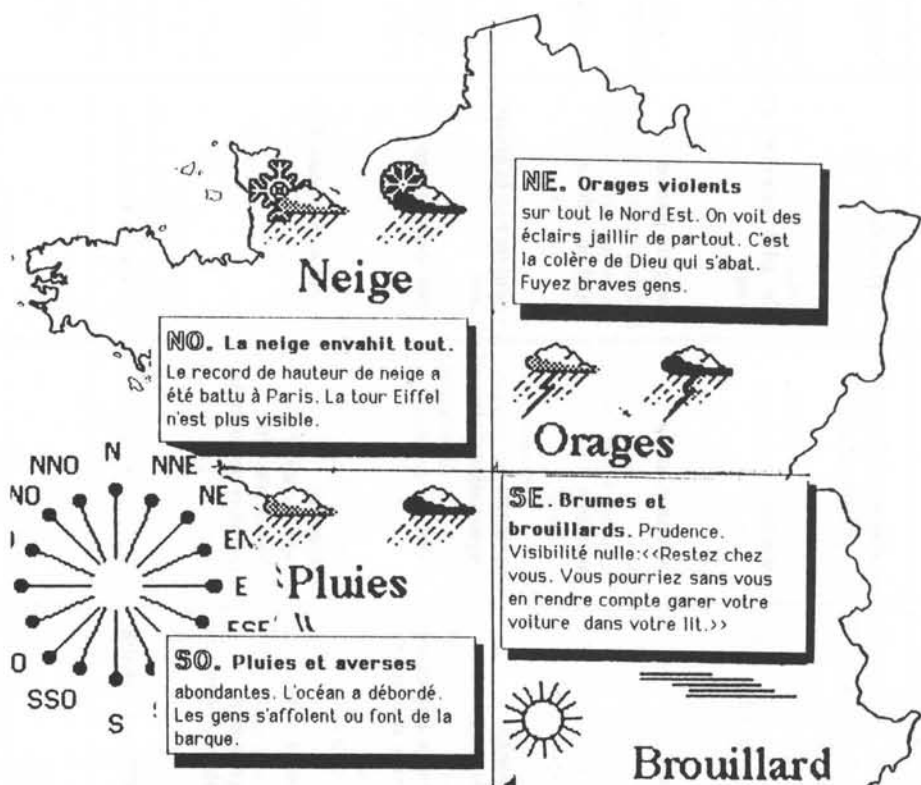 Neige
NO. La neige envahit tout.
Le record de hauteur de neige a
été battu à Paris. La tour Eiffel
n'est plus visible.
NE. Orages violents
sur tout le Nord Est. On voit des
éclairs jaillir de partout. C'est
la colère de Dieu qui s'abat.
Fuyez braves gens.
Orages
N
NNO
NNE
NO
NE
EN
E
ESE
O
SSO
S
Pluies
SO. Pluies et averses
abondantes. L'océan a débordé.
Les gens s'affolent ou font de la
barque.
SE. Brumes et
brouillards. Prudence.
Visibilité nulle:<<Restez chez
vous. Vous pourriez sans vous
en rendre compte garer votre
voiture dans votre lit.>>
Brouillard